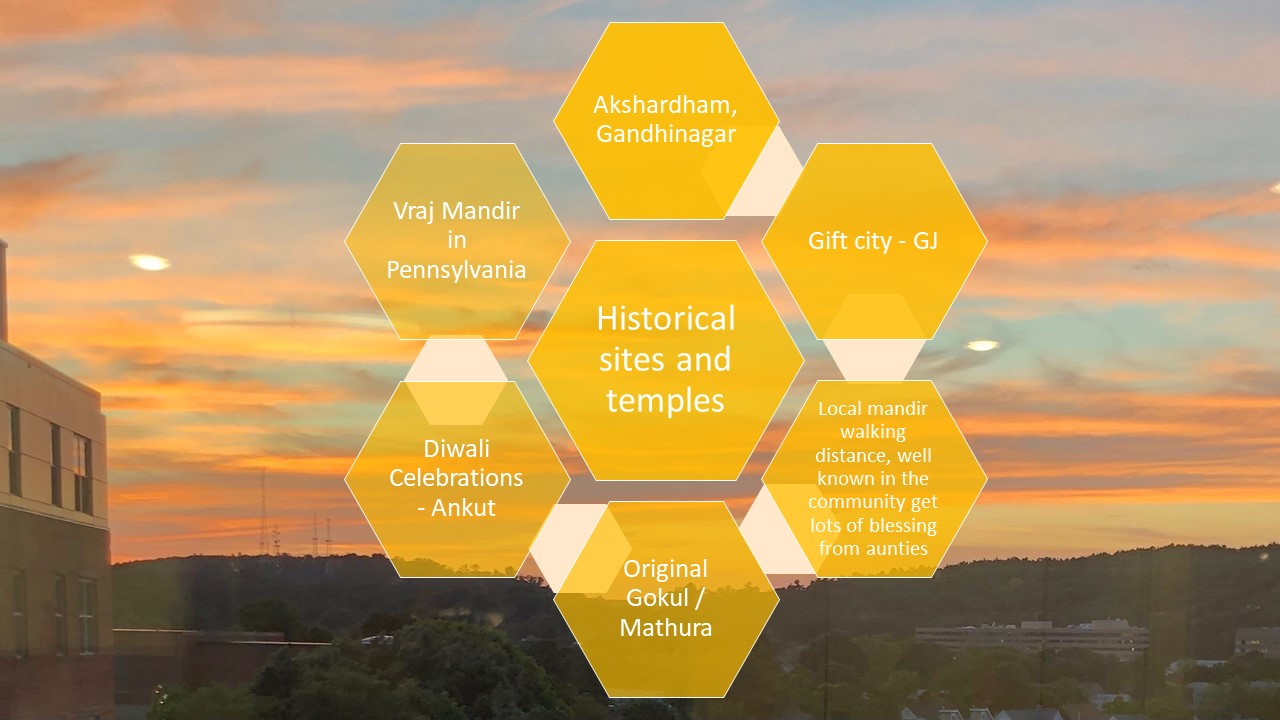 Akshardham,
Gandhinagar
Vraj Mandir
in
Pennsylvania
Gift city - GJ
Historical
sites and
temples
Diwali
Celebrations
- Ankut
Local mandir
walking
distance, well
known in the
community get
lots of blessing
from aunties
Original
Gokul /
Mathura